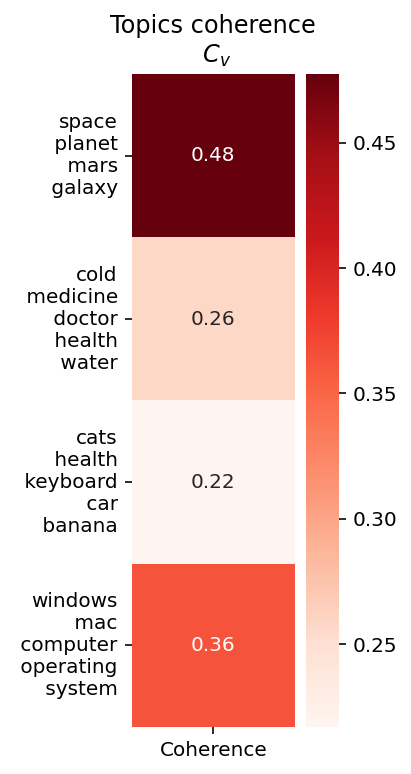 Topics coherence
C_v
space
planet
mars
galaxy
0.48
cold
medicine
doctor
health
water
0.26
cats
health
keyboard
car
banana
0.22
windows
mac
computer
operating
system
0.36
Coherence
0.45
0.40
0.35
0.30
0.25